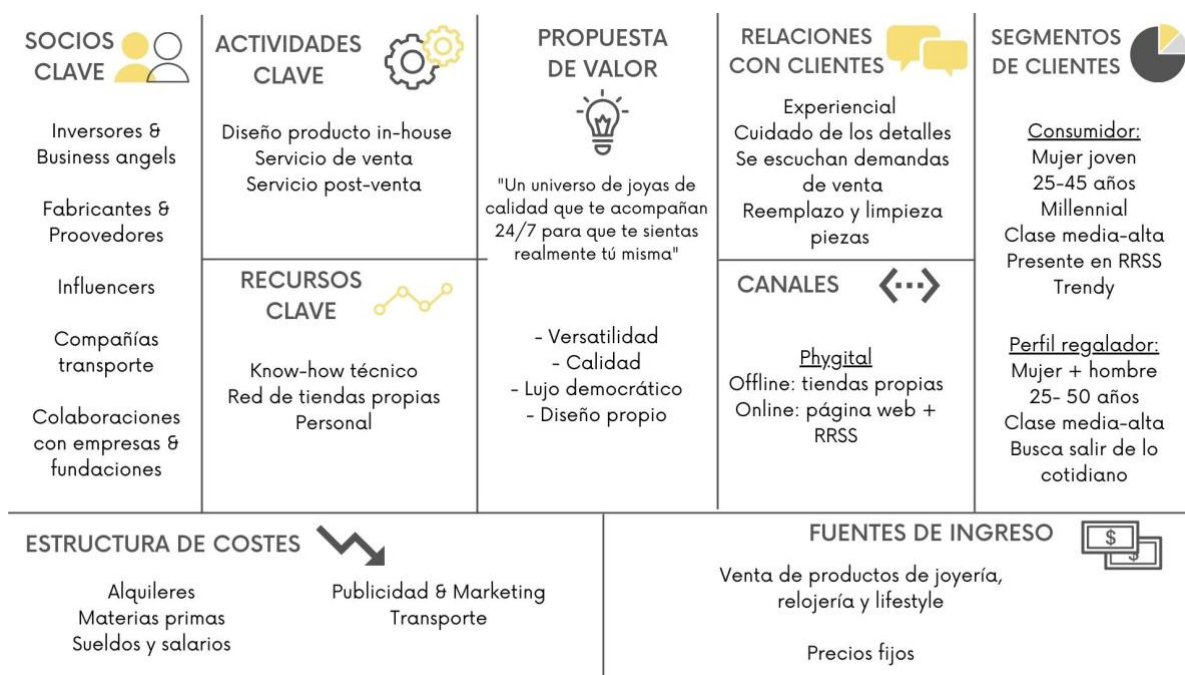 SOCIOS
CLAVE
Inversores &
Business angels
Fabricantes &
Proovedores
Influencers
Compañías
transporte
Colaboraciones
con empresas &
fundaciones
ACTIVIDADES
CLAVE
Diseño producto in-house
Servicio de venta
Servicio post-venta
RECURSOS
CLAVE
Know-how técnico
Red de tiendas propias
Personal
PROPUESTA
DE VALOR
"Un universo de joyas de
calidad que te acompañan
24/7 para que te sientas
realmente tú misma"
- Versatilidad
- Calidad
- Lujo democrático
- Diseño propio
RELACIONES
CON CLIENTES
Experiencial
Cuidado de los detalles
Se escuchan demandas
de venta
Reemplazo y limpieza
piezas
CANALES
Phygital
Offline: tiendas propias
Online: página web +
RRSS
SEGMENTOS
DE CLIENTES
Consumidor:
Mujer joven
25-45 años
Millennial
Clase media-alta
Presente en RRSS
Trendy
Perfil regalador:
Mujer + hombre
25- 50 años
Clase media-alta
Busca salir de lo
cotidiano
ESTRUCTURA DE COSTES
Alquileres
Materias primas
Sueldos y salarios
Publicidad & Marketing
Transporte
FUENTES DE INGRESO
$
$
Venta de productos de joyería,
relojería y lifestyle
Precios fijos